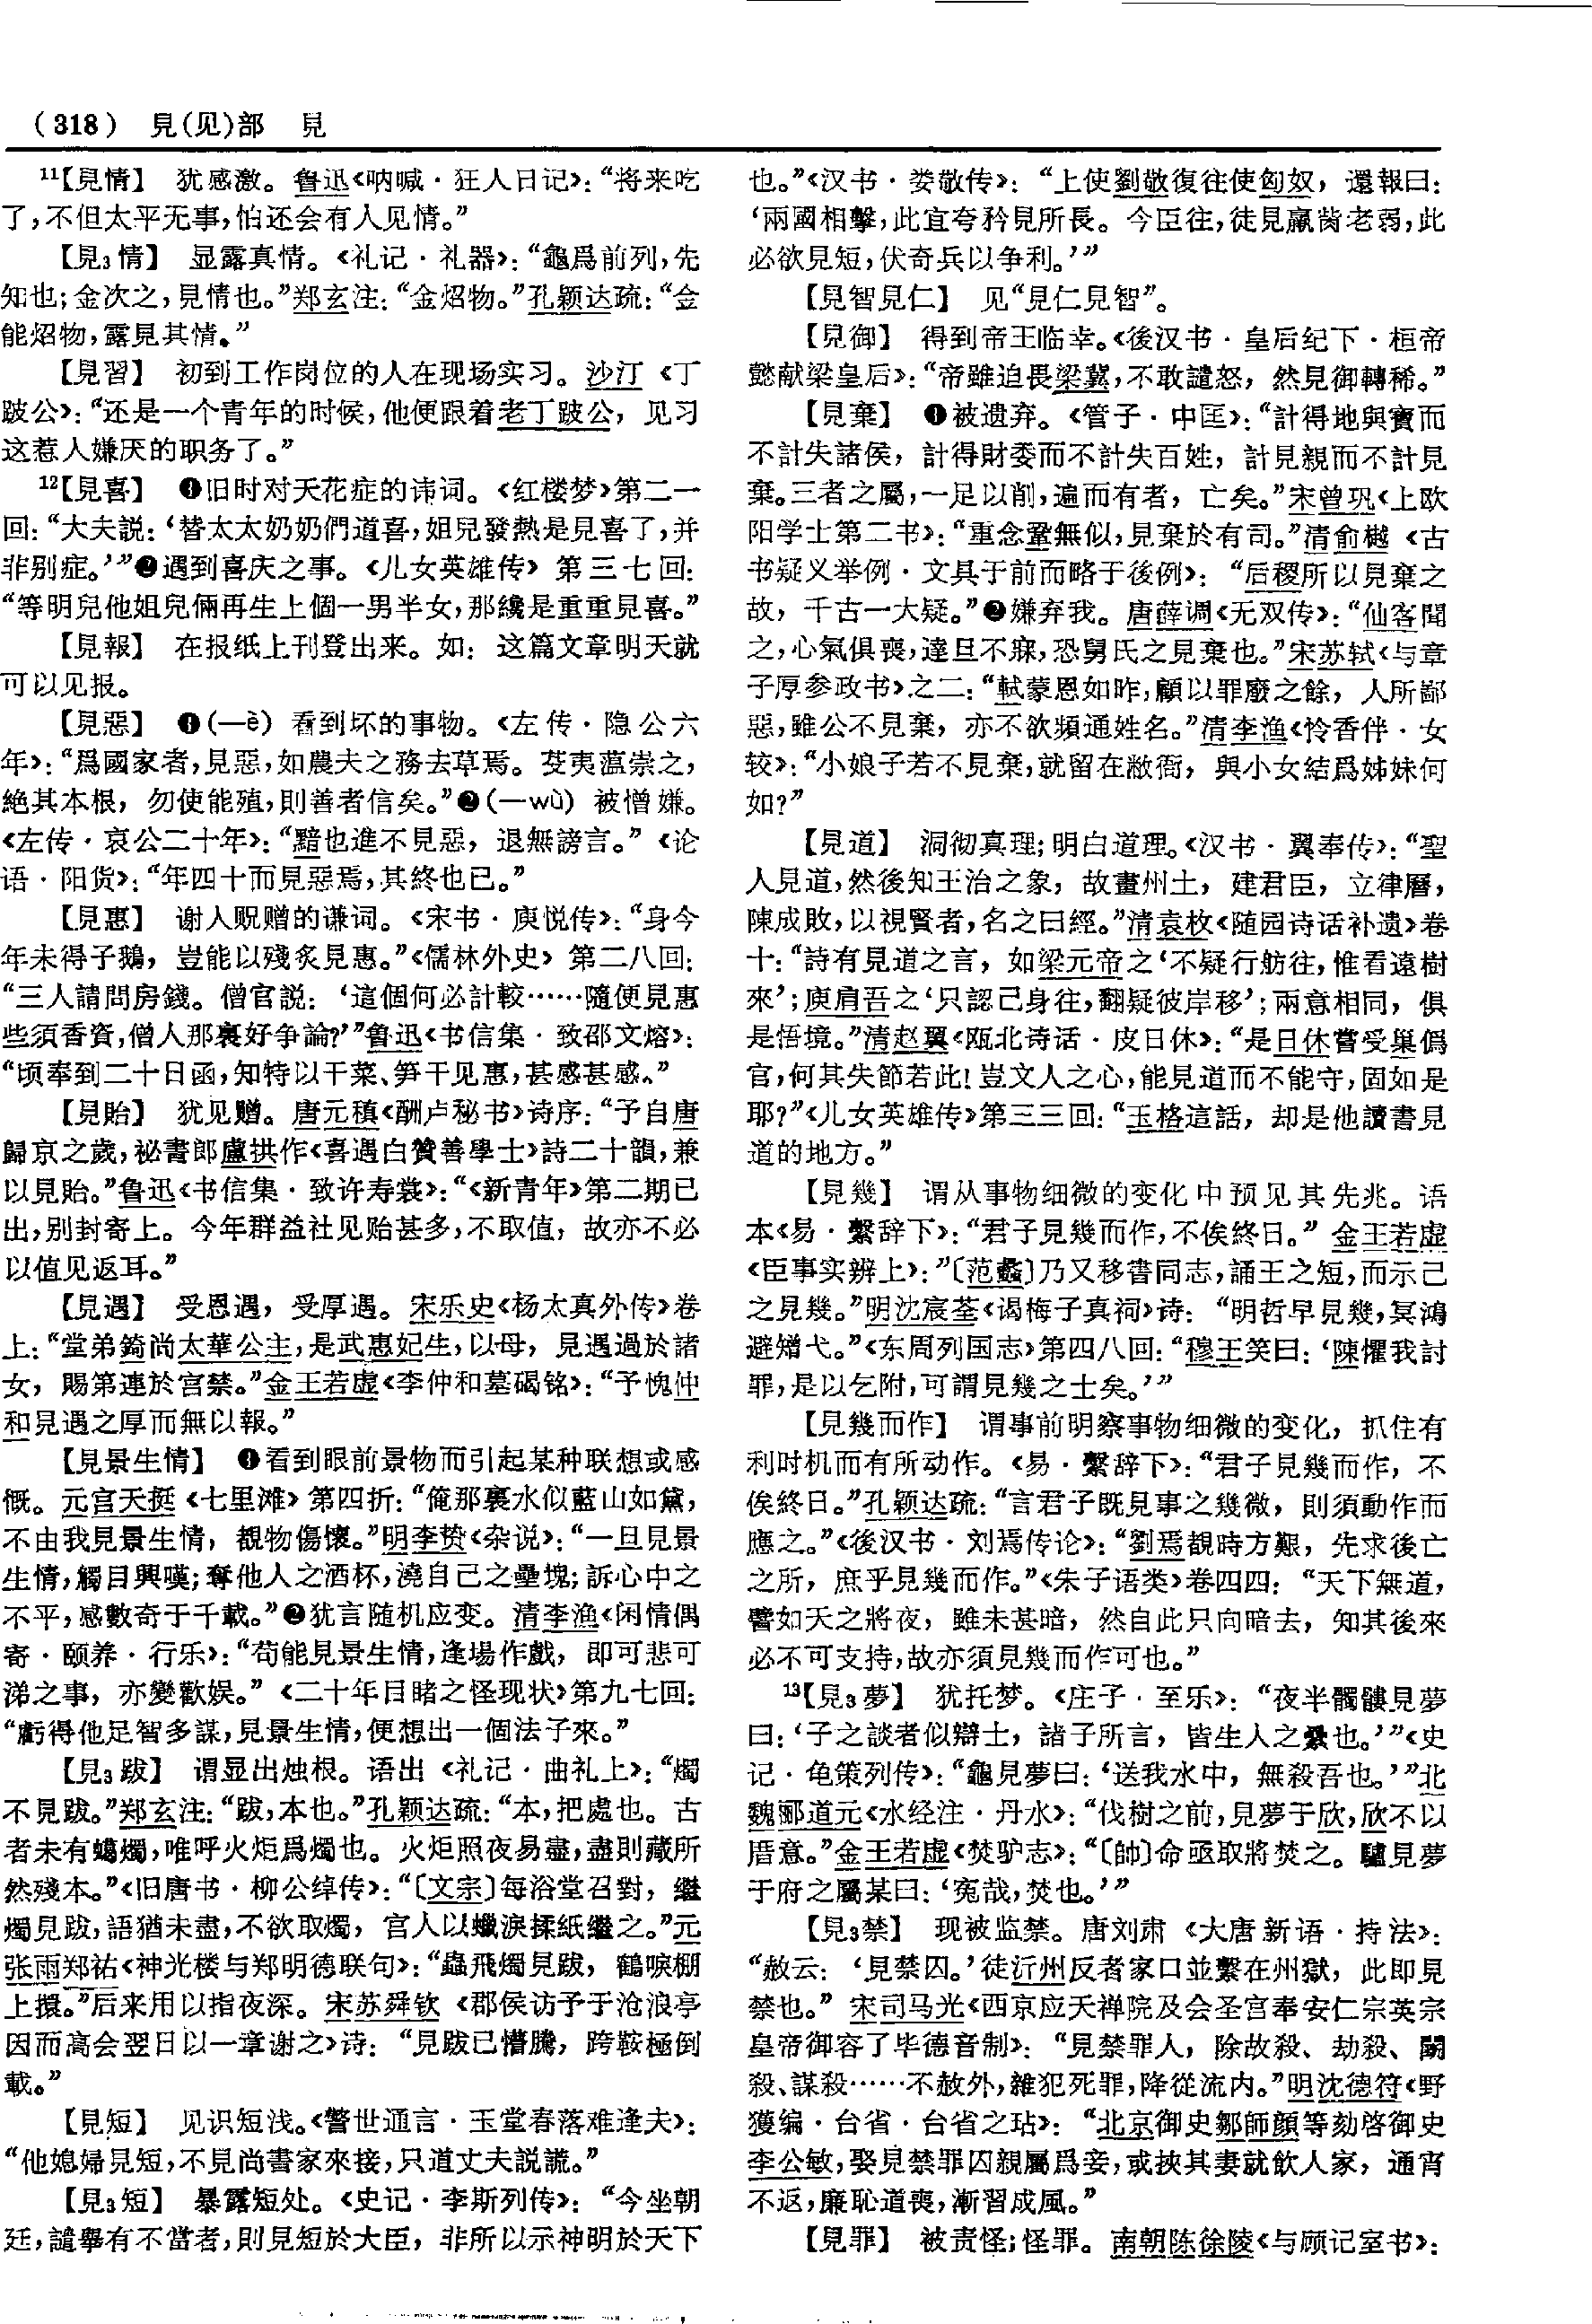 （318） 見（见）部 見
¹¹【見情】 犹感激。鲁迅《呐喊·狂人日记》：“将来吃
了，不但太平无事，怕还会有人见情。”
【見₃情】 显露真情。《礼记·礼器》：“龜爲前列，先
知也；金次之，見情也。”郑玄注：“金炤物。”孔颖达疏：“金
能炤物，露見其情。”
【見習】 初到工作岗位的人在现场实习。沙汀《丁
跛公》：“还是一个青年的时候，他便跟着老丁跛公，见习
这惹人嫌厌的职务了。”
¹²【見喜】 ❶旧时对天花症的讳词。《红楼梦》第二一
回：“大夫説：‘替太太奶奶們道喜，姐兒發熱是見喜了，并
非别症。’”❷遇到喜庆之事。《儿女英雄传》第三七回：
“等明兒他姐兒倆再生上個一男半女，那纔是重重見喜。”
【見報】 在报纸上刊登出来。如：这篇文章明天就
可以见报。
【見惡】 ❶（—è）看到坏的事物。《左传·隐公六
年》：“爲國家者，見惡，如農夫之務去草焉。芟夷藴崇之，
絶其本根，勿使能殖，則善者信矣。”❷（—wù）被憎嫌。
《左传·哀公二十年》：“黯也進不見惡，退無謗言。”《论
语·阳货》：“年四十而見惡焉，其終也已。”
【見惠】 谢人贶赠的谦词。《宋书·庾悦传》：“身今
年未得子鵝，豈能以殘炙見惠。”《儒林外史》第二八回：
“三人請問房錢。僧官説：‘這個何必計較……隨便見惠
些須香資，僧人那裏好争論？’”鲁迅《书信集·致邵文熔》：
“顷奉到二十日函，知特以干菜、笋干见惠，甚感甚感。”
【見貽】 犹见赠。唐元稹《酬卢秘书》诗序：“予自唐
歸京之歲，祕書郎盧拱作《喜遇白贊善學士》詩二十韻，兼
以見貽。”鲁迅《书信集·致许寿裳》：“《新青年》第二期已
出，别封寄上。今年群益社见贻甚多，不取值，故亦不必
以值见返耳。”
【見遇】 受恩遇，受厚遇。宋乐史《杨太真外传》卷
上：“堂弟錡尚太華公主，是武惠妃生，以母，見遇過於諸
女，賜第連於宫禁。”金王若虚《李仲和墓碣铭》：“予愧仲
和見遇之厚而無以報。”
【見景生情】 ❶看到眼前景物而引起某种联想或感
慨。元宫天挺《七里滩》第四折：“俺那裏水似藍山如黛，
不由我見景生情，覩物傷懷。”明李贽《杂说》：“一旦見景
生情，觸目興嘆；奪他人之酒杯，澆自己之壘塊；訴心中之
不平，感數奇于千載。”❷犹言随机应变。清李渔《闲情偶
寄·颐养·行乐》：“苟能見景生情，逢場作戲，即可悲可
涕之事，亦變歡娱。”《二十年目睹之怪现状》第九七回：
“虧得他足智多謀，見景生情，便想出一個法子來。”
【見₃跋】 谓显出烛根。语出《礼记·曲礼上》：“燭
不見跋。”郑玄注：“跋，本也。”孔颖达疏：“本，把處也。古
者未有蠟燭，唯呼火炬爲燭也。火炬照夜易盡，盡則藏所
然殘本。”《旧唐书·柳公绰传》：“〔文宗〕每浴堂召對，繼
燭見跋，語猶未盡，不欲取燭，宫人以蠟淚揉紙繼之。”元
张雨郑祐《神光楼与郑明德联句》：“蟲飛燭見跋，鶴唳棚
上擐。”后来用以指夜深。宋苏舜钦《郡侯访予于沧浪亭
因而高会翌日以一章谢之》诗：“見跋已懵騰，跨鞍極倒
載。”
【見短】 见识短浅。《警世通言·玉堂春落难逢夫》：
“他媳婦見短，不見尚書家來接，只道丈夫説謊。”
【見₃短】 暴露短处。《史记·李斯列传》：“今坐朝
廷，譴舉有不當者，則見短於大臣，非所以示神明於天下
也。”《汉书·娄敬传》：“上使劉敬復往使匈奴，還報曰：
‘兩國相擊，此宜夸矜見所長。今臣往，徒見羸胔老弱，此
必欲見短，伏奇兵以争利。’”
【見智見仁】 见“見仁見智”。
【見御】 得到帝王临幸。《後汉书·皇后纪下·桓帝
懿献梁皇后》：“帝雖迫畏梁冀，不敢譴怒，然見御轉稀。”
【見棄】 ❶被遗弃。《管子·中匡》：“計得地與寶而
不計失諸侯，計得財委而不計失百姓，計見親而不計見
棄。三者之屬，一足以削，遍而有者，亡矣。”宋曾巩《上欧
阳学士第二书》：“重念鞏無似，見棄於有司。”清俞樾《古
书疑义举例·文具于前而略于後例》：“后稷所以見棄之
故，千古一大疑。”❷嫌弃我。唐薛调《无双传》：“仙客聞
之，心氣俱喪，達旦不寐，恐舅氏之見棄也。”宋苏轼《与章
子厚参政书》之二：“軾蒙恩如昨，顧以罪廢之餘，人所鄙
惡，雖公不見棄，亦不欲頻通姓名。”清李渔《怜香伴·女
较》：“小娘子若不見棄，就留在敝衙，與小女結爲姊妹何
如？”
【見道】 洞彻真理；明白道理。《汉书·翼奉传》：“聖
人見道，然後知王治之象，故畫州土，建君臣，立律曆，
陳成敗，以視賢者，名之曰經。”清袁枚《随园诗话补遗》卷
十：“詩有見道之言，如梁元帝之‘不疑行舫往，惟看遠樹
來’；庾肩吾之‘只認己身往，翻疑彼岸移’；兩意相同，俱
是悟境。”清赵翼《瓯北诗话·皮日休》：“是日休嘗受巢僞
官，何其失節若此！豈文人之心，能見道而不能守，固如是
耶？”《儿女英雄传》第三三回：“玉格這話，却是他讀書見
道的地方。”
【見幾】 谓从事物细微的变化中预见其先兆。语
本《易·繫辞下》：“君子見幾而作，不俟終日。”金王若虚
《臣事实辨上》：”〔范蠡〕乃又移書同志，誦王之短，而示己
之見幾。”明沈宸荃《谒梅子真祠》诗：“明哲早見幾，冥鴻
避矰弋。”《东周列国志》第四八回：“穆王笑曰：‘陳懼我討
罪，是以乞附，可謂見幾之士矣。’”
【見幾而作】 谓事前明察事物细微的变化，抓住有
利时机而有所动作。《易·繫辞下》：“君子見幾而作，不
俟終日。”孔颖达疏：“言君子既見事之幾微，則須動作而
應之。”《後汉书·刘焉传论》：“劉焉覩時方艱，先求後亡
之所，庶乎見幾而作。”《朱子语类》卷四四：“天下無道，
譬如天之將夜，雖未甚暗，然自此只向暗去，知其後來
必不可支持，故亦須見幾而作可也。”
¹³【見₃夢】 犹托梦。《庄子·至乐》：“夜半髑髏見夢
曰：‘子之談者似辯士，諸子所言，皆生人之纍也。’”《史
记·龟策列传》：“龜見夢曰：‘送我水中，無殺吾也。’”北
魏郦道元《水经注·丹水》：“伐樹之前，見夢于欣，欣不以
厝意。”金王若虚《焚驴志》：“〔帥〕命亟取將焚之。驢見夢
于府之屬某曰：‘冤哉，焚也。’”
【見₃禁】 现被监禁。唐刘肃《大唐新语·持法》：
“赦云：‘見禁囚。’徒沂州反者家口並繫在州獄，此即見
禁也。”宋司马光《西京应天禅院及会圣宫奉安仁宗英宗
皇帝御容了毕德音制》：“見禁罪人，除故殺、劫殺、鬭
殺、謀殺……不赦外，雜犯死罪，降從流内。”明沈德符《野
獲编·台省·台省之玷》：“北京御史鄒師顔等劾啓御史
李公敏，娶見禁罪囚親屬爲妾，或挾其妻就飲人家，通宵
不返，廉恥道喪，漸習成風。”
【見罪】 被责怪；怪罪。南朝陈徐陵《与顾记室书》：